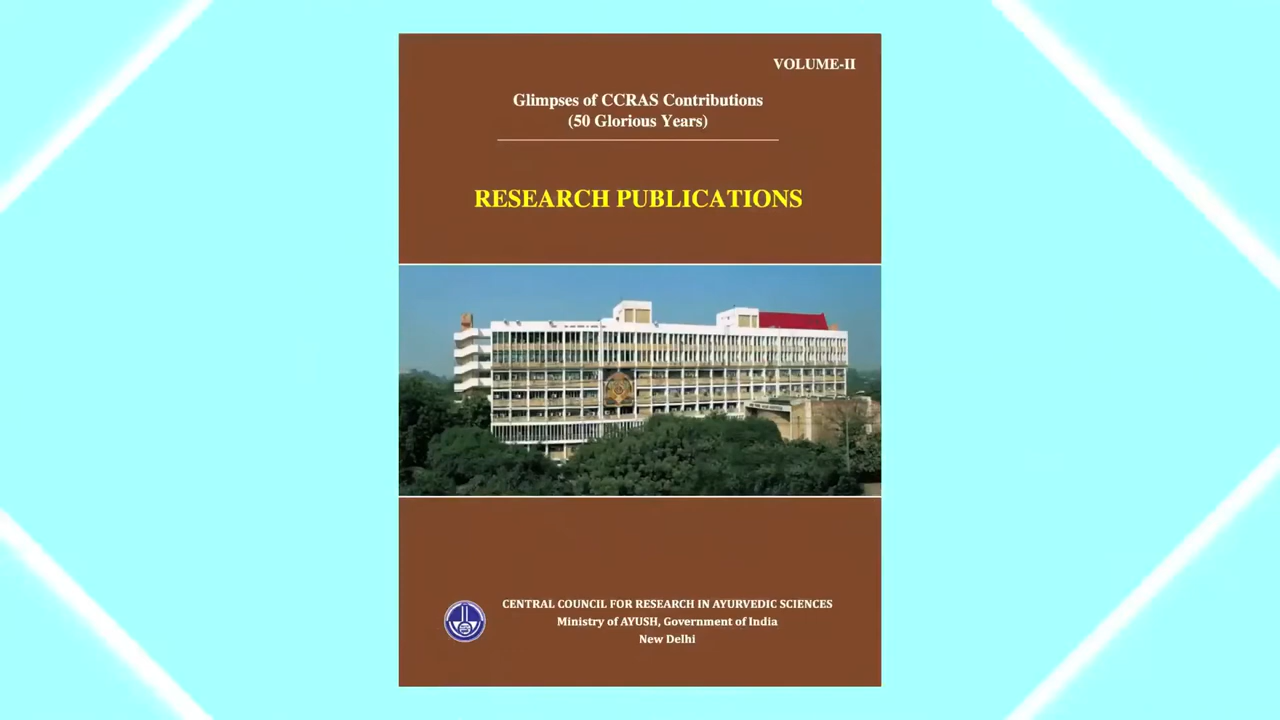 VOLUME-II
Glimpses of CCRAS Contributions
(50 Glorious Years)
RESEARCH PUBLICATIONS
CENTRAL COUNCIL FOR RESEARCH IN AYURVEDIC SCIENCES
Ministry of AYUSH, Government of India
New Delhi